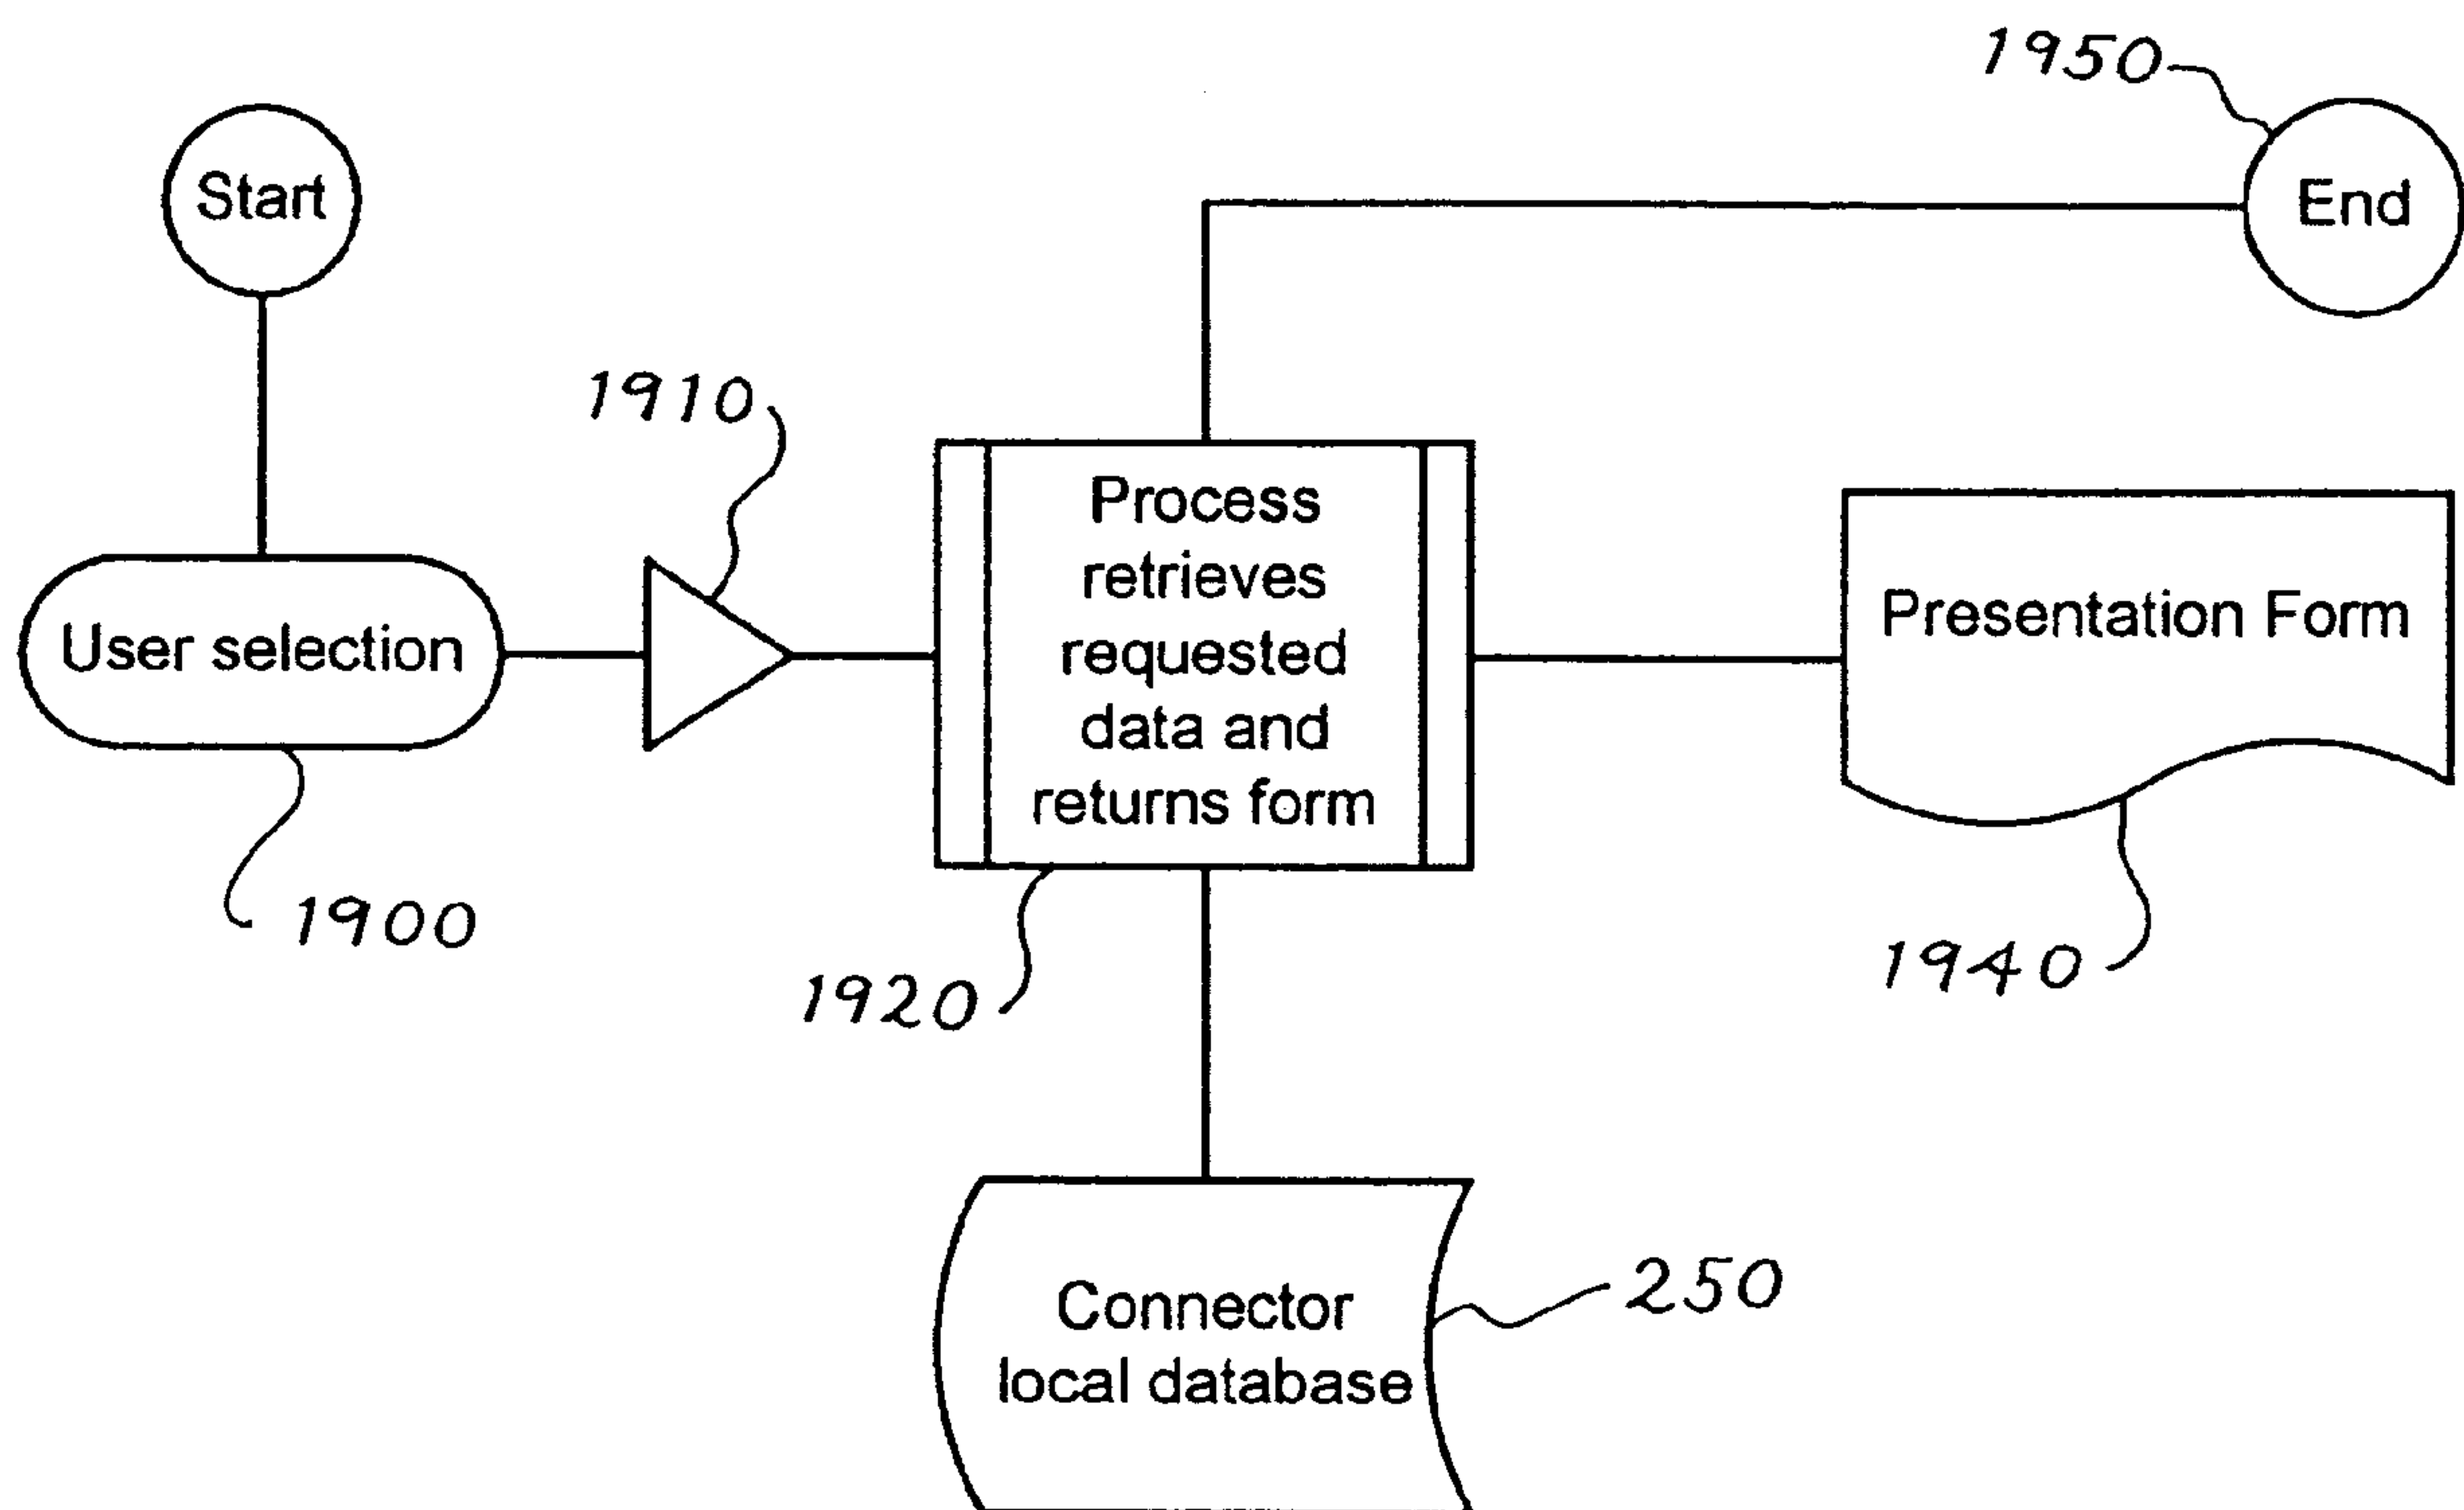 1950
Start
End
1910
Process
retrieves
requested
data and
returns form
User selection
Presentation Form
1900
1920
1940
Connector
local database
250